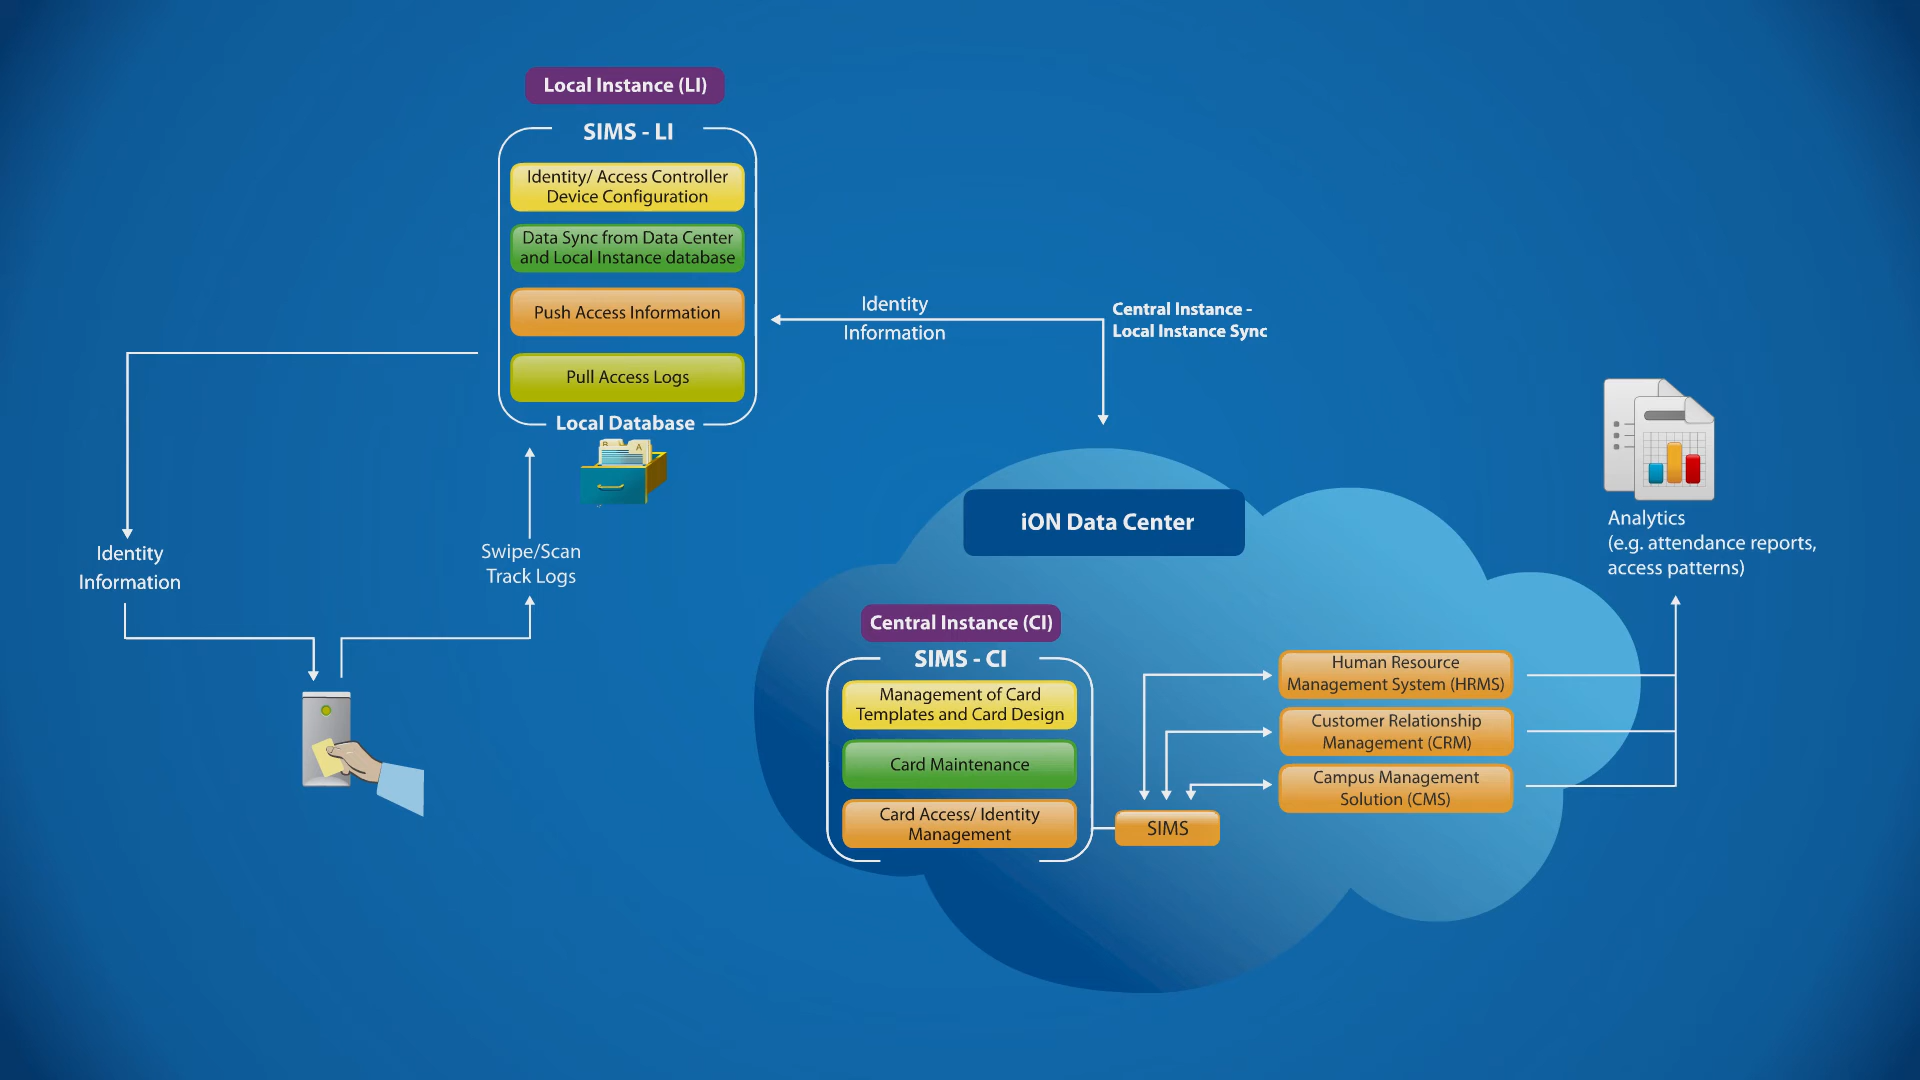 Local Instance (LI)
SIMS - LI
Identity/ Access Controller
Device Configuration
Data Sync from Data Center
and Local Instance database
Push Access Information
Pull Access Logs
Local Database
B
A
Identity
Information
Central Instance -
Local Instance Sync
Identity
Information
Swipe/Scan
Track Logs
iON Data Center
Central Instance (CI)
SIMS - CI
Management of Card
Templates and Card Design
Card Maintenance
Card Access/ Identity
Management
SIMS
Human Resource
Management System (HRMS)
Customer Relationship
Management (CRM)
Campus Management
Solution (CMS)
Analytics
(e.g. attendance reports,
access patterns)